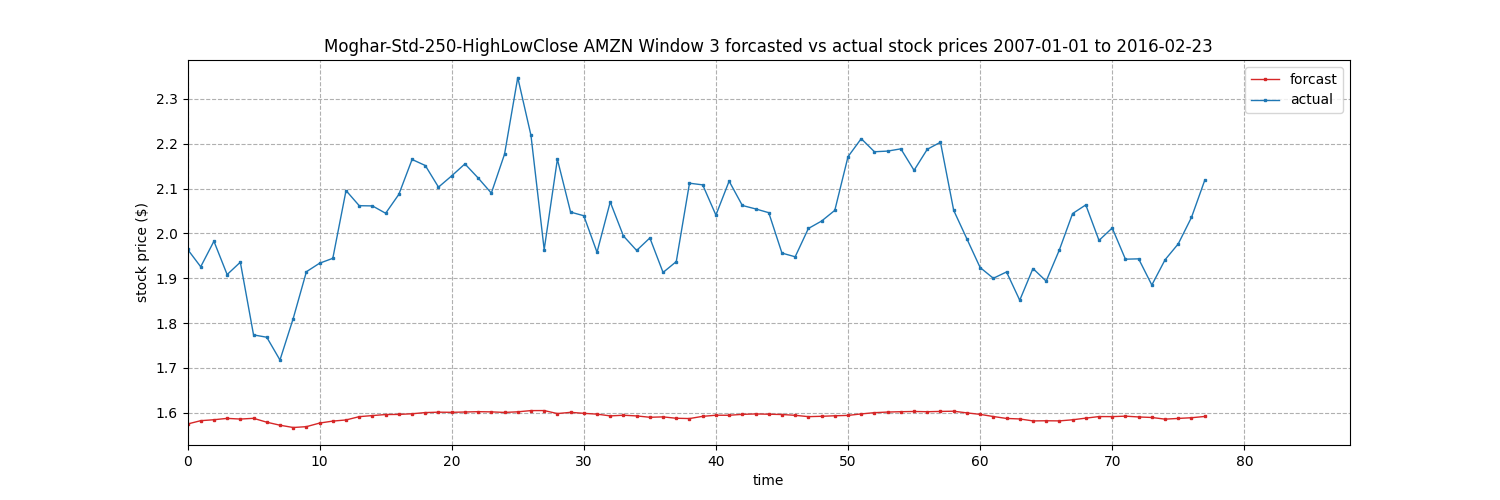 Moghar-Std-250-HighLowClose AMZN Window 3 forcasted vs actual stock prices 2007-01-01 to 2016-02-23
forcast
actual
stock price ($)
2.3
2.2
2.1
2.0
1.9
1.8
1.7
1.6
0 10 20 30 40 50 60 70 80
time